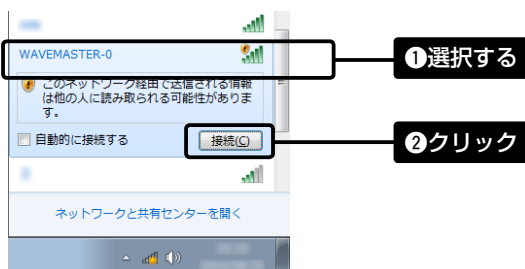 WAVEMASTER-0
❶選択する
このネットワーク経由で送信される情報
は他の人に読み取られる可能性がありま
す。
自動的に接続する
接続(C)
❷クリック
ネットワークと共有センターを開く